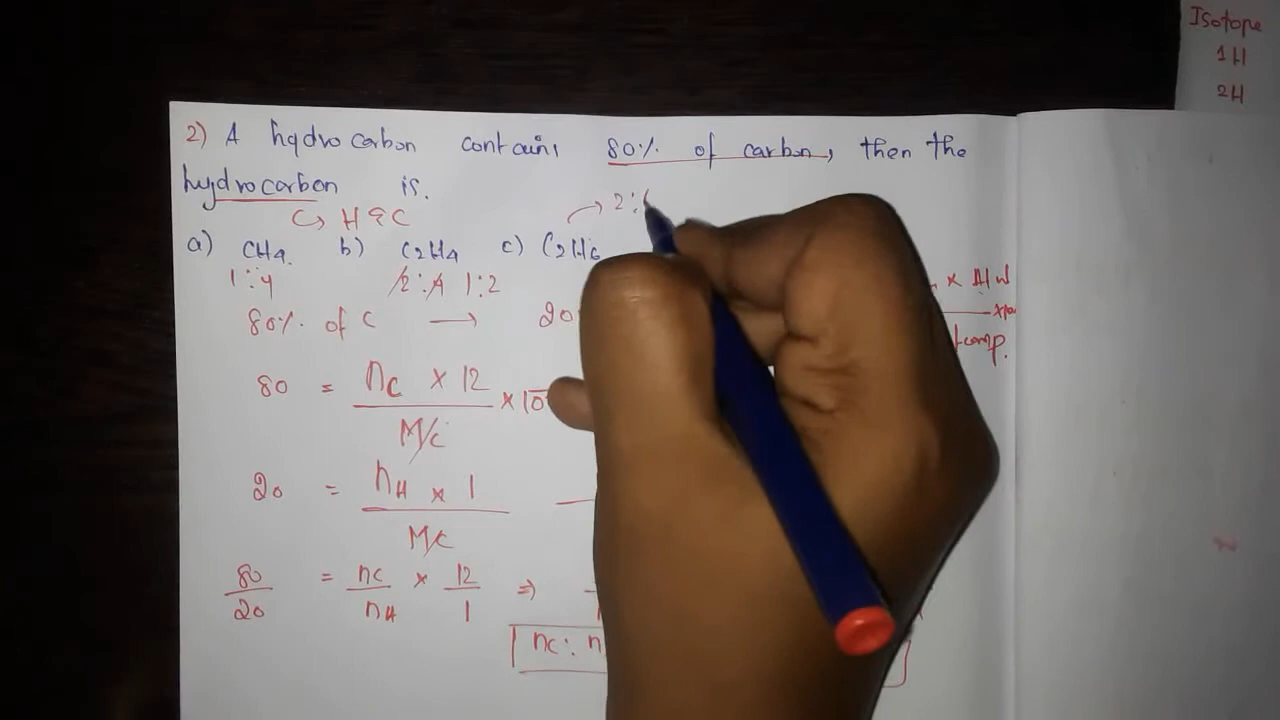 Isotope
1H
2H
2) A hydrocarbon contains 80% of carbon, then the
hydrocarbon is.
H & C
2:
a) CH4. b) C2H4 c) C2H6
1:4 2:4 1:2
x At w
80% of C → 20
comp.
80 = nC x 12
M/C
20 = nH x 1
M/C
80 = nC x 12 ⇒
20 nH 1
nC : n